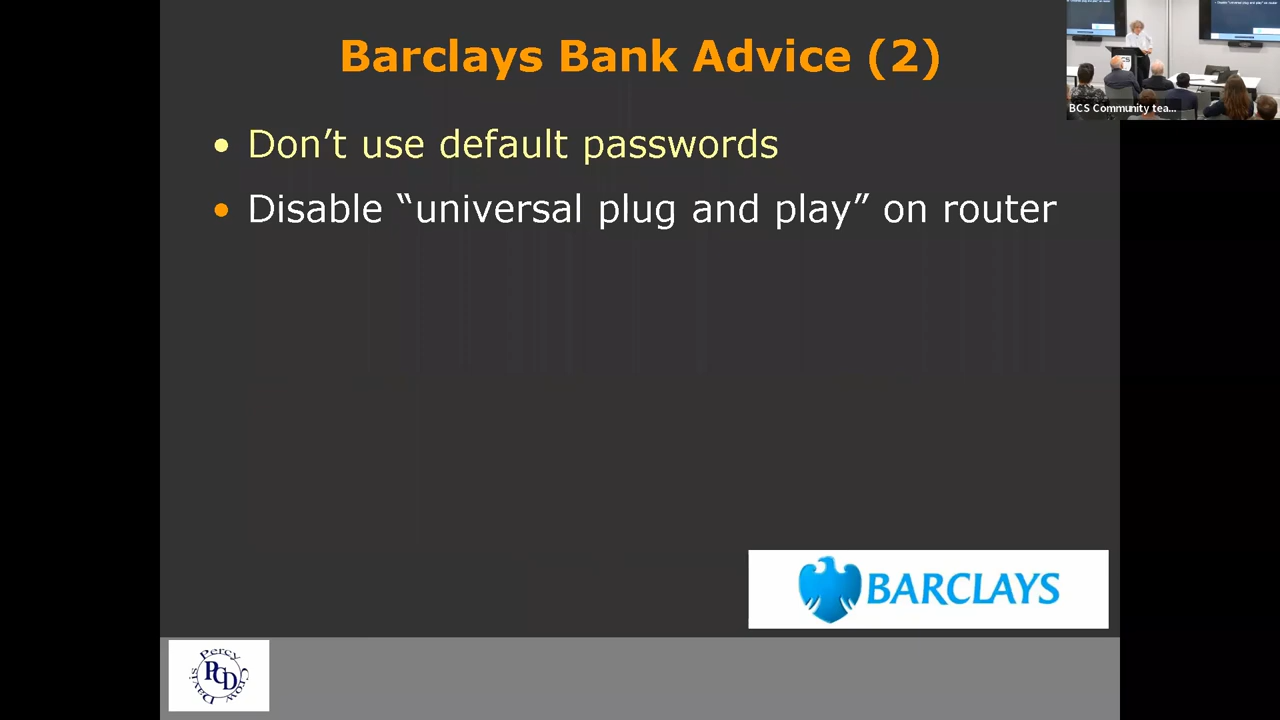 Barclays Bank Advice (2)
• Don’t use default passwords
• Disable “universal plug and play” on router
BCS Community tea...
BARCLAYS
Percy
Crow
Davis
PCD